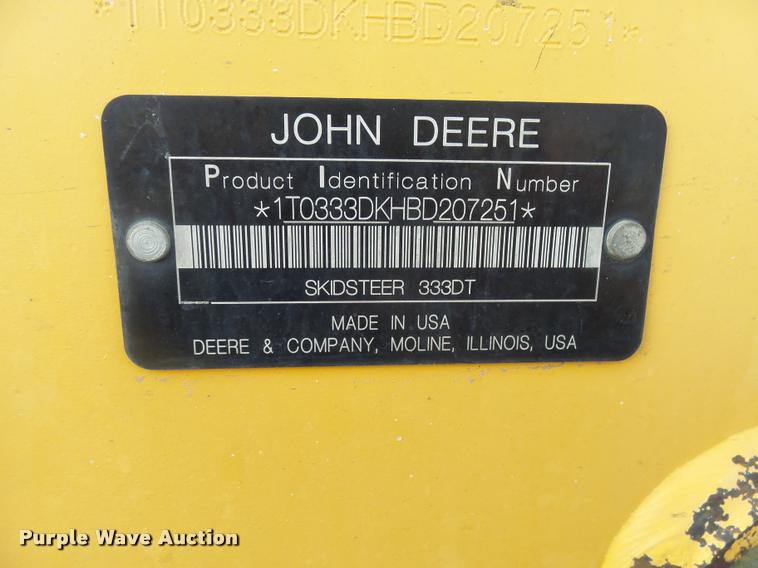 *1T0333DKHBD207251*
JOHN DEERE
Product Identification Number
*1T0333DKHBD207251*
SKIDSTEER 333DT
MADE IN USA
DEERE & COMPANY, MOLINE, ILLINOIS, USA
Purple Wave Auction